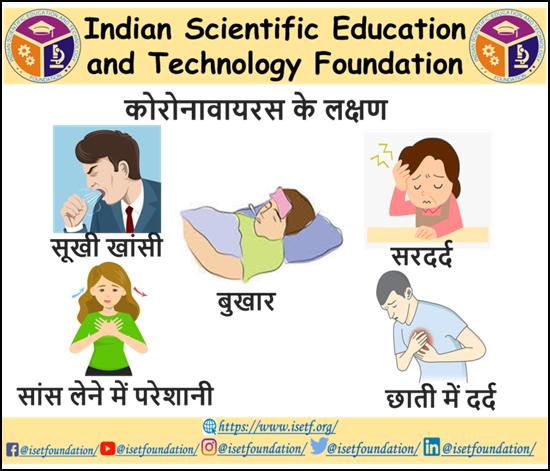 Indian Scientific Education
and Technology Foundation
कोरोनावायरस के लक्षण
सूखी खांसी
बुखार
सरदर्द
सांस लेने में परेशानी
छाती में दर्द
https://www.isetf.org/
@isetfoundation/ @isetfoundation/ @isetfoundation/ @isetfoundation/ @isetfoundation/